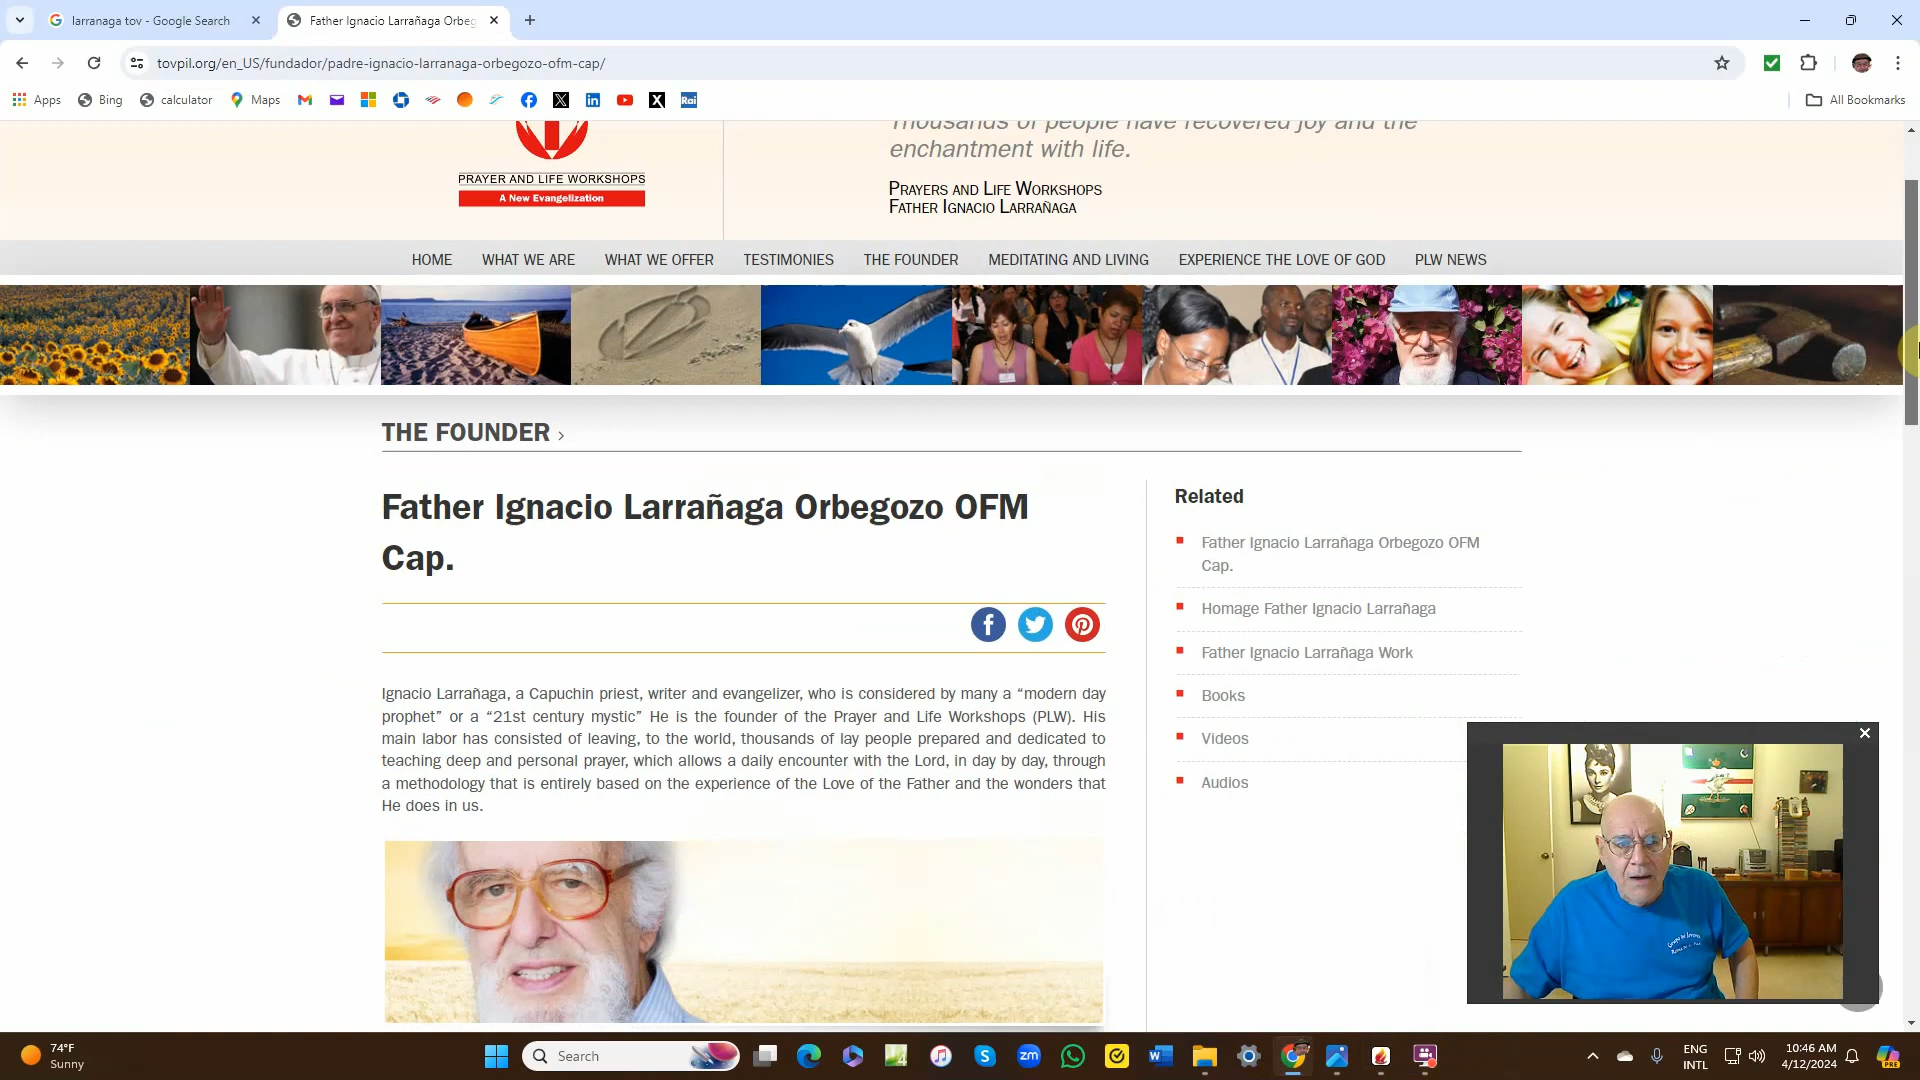 larranaga tov - Google Search
Father Ignacio Larrañaga Orbeg
tovpil.org/en_US/fundador/padre-ignacio-larranaga-orbegozo-ofm-cap/
Apps
Bing
calculator
Maps
Rai
All Bookmarks
Thousands of people have recovered joy and the
enchantment with life.
PRAYERS AND LIFE WORKSHOPS
FATHER IGNACIO LARRAÑAGA
PRAYER AND LIFE WORKSHOPS
A New Evangelization
HOME
WHAT WE ARE
WHAT WE OFFER
TESTIMONIES
THE FOUNDER
MEDITATING AND LIVING
EXPERIENCE THE LOVE OF GOD
PLW NEWS
THE FOUNDER ›
Father Ignacio Larrañaga Orbegozo OFM
Cap.
Ignacio Larrañaga, a Capuchin priest, writer and evangelizer, who is considered by many a “modern day
prophet” or a “21st century mystic” He is the founder of the Prayer and Life Workshops (PLW). His
main labor has consisted of leaving, to the world, thousands of lay people prepared and dedicated to
teaching deep and personal prayer, which allows a daily encounter with the Lord, in day by day, through
a methodology that is entirely based on the experience of the Love of the Father and the wonders that
He does in us.
Related
Father Ignacio Larrañaga Orbegozo OFM
Cap.
Homage Father Ignacio Larrañaga
Father Ignacio Larrañaga Work
Books
Videos
Audios
74°F
Sunny
Search
zm
ENG
INTL
10:46 AM
4/12/2024
PRE